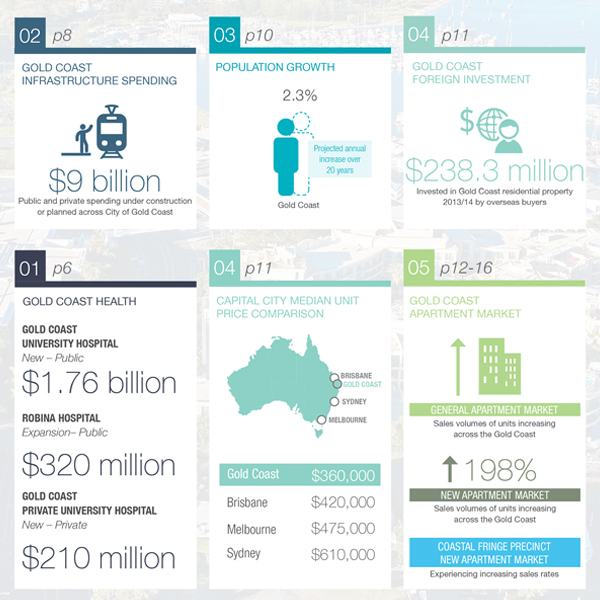 02 p8
GOLD COAST
INFRASTRUCTURE SPENDING
$9 billion
Public and private spending under construction
or planned across City of Gold Coast
03 p10
POPULATION GROWTH
2.3%
Projected annual
increase over
20 years
Gold Coast
04 p11
GOLD COAST
FOREIGN INVESTMENT
$
$238.3 million
Invested in Gold Coast residential property
2013/14 by overseas buyers
01 p6
GOLD COAST HEALTH
GOLD COAST
UNIVERSITY HOSPITAL
New – Public
$1.76 billion
ROBINA HOSPITAL
Expansion– Public
$320 million
GOLD COAST
PRIVATE UNIVERSITY HOSPITAL
New – Private
$210 million
04 p11
CAPITAL CITY MEDIAN UNIT
PRICE COMPARISON
BRISBANE
GOLD COAST
SYDNEY
MELBOURNE
Gold Coast $360,000
Brisbane $420,000
Melbourne $475,000
Sydney $610,000
05 p12-16
GOLD COAST
APARTMENT MARKET
GENERAL APARTMENT MARKET
Sales volumes of units increasing
across the Gold Coast
198%
NEW APARTMENT MARKET
Sales volumes of units increasing
across the Gold Coast
COASTAL FRINGE PRECINCT
NEW APARTMENT MARKET
Experiencing increasing sales rates